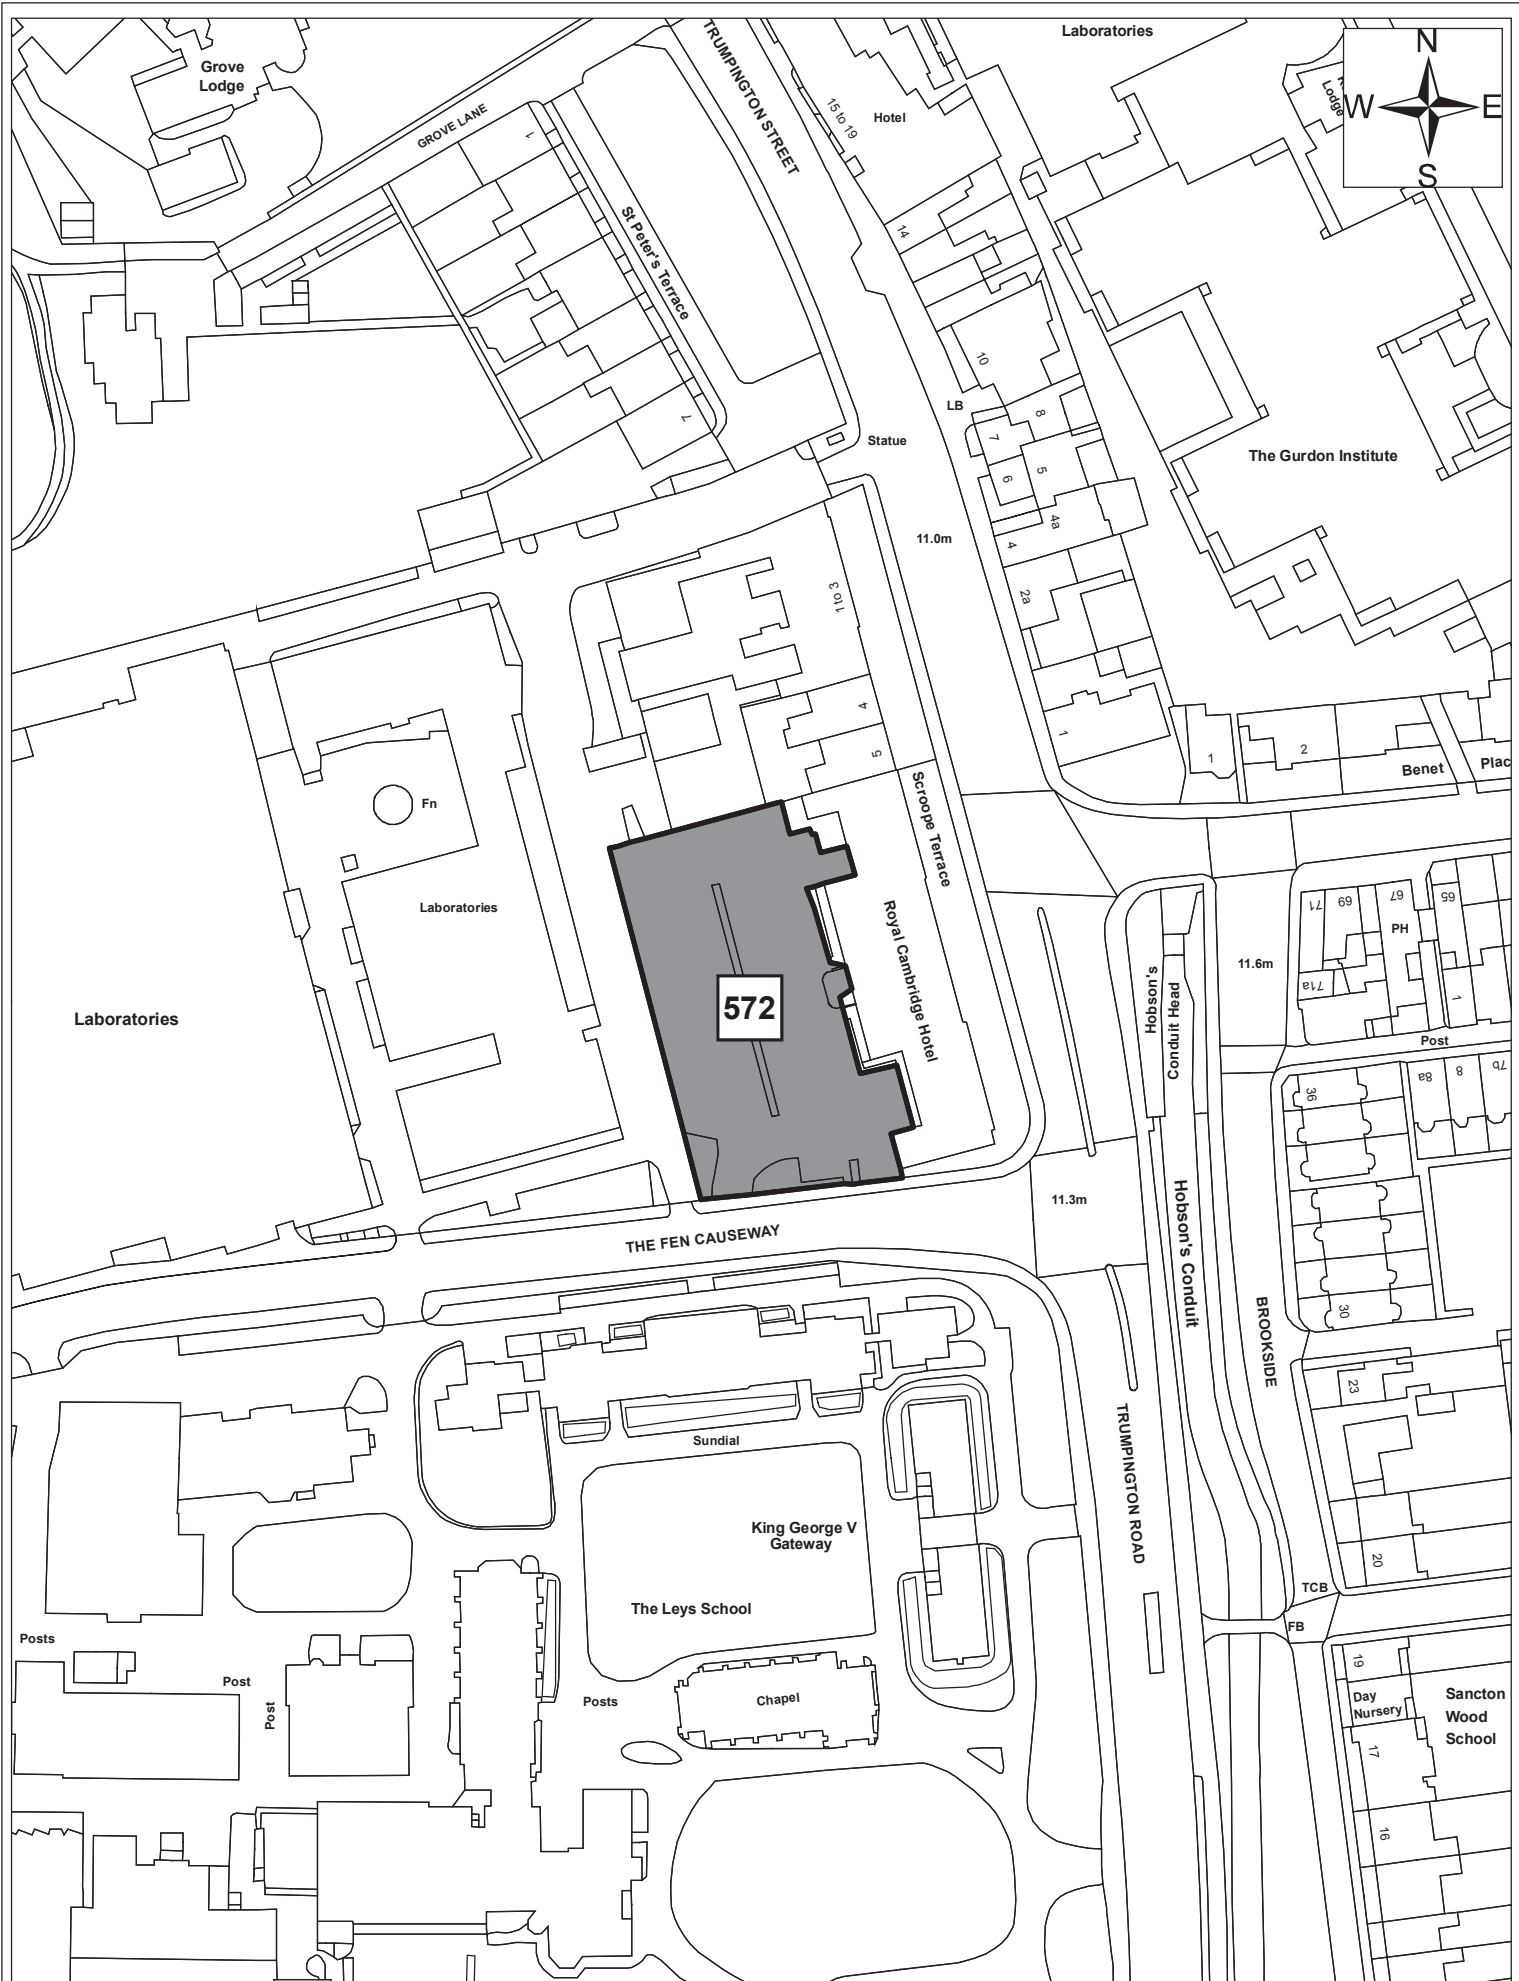 Grove
Lodge
GROVE LANE
TRUMPINGTON STREET
Laboratories
Lodge
N
W
E
S
15 to 19
Hotel
1
St Peter's Terrace
14
10
LB
8
7
7
6
5
Statue
The Gurdon Institute
4a
4
11.0m
2a
1 to 3
4
5
1
1
2
Benet
Plac
Fn
Scroope Terrace
Laboratories
Royal Cambridge Hotel
71
69
67
65
PH
71a
1
11.6m
Hobson's
Conduit Head
572
Laboratories
Post
36
8a
8
7b
11.3m
Hobson's Conduit
THE FEN CAUSEWAY
BROOKSIDE
30
23
Sundial
TRUMPINGTON ROAD
King George V
Gateway
20
TCB
The Leys School
FB
Posts
19
Post
Post
Posts
Chapel
Day
Nursery
Sancton
Wood
School
17
16